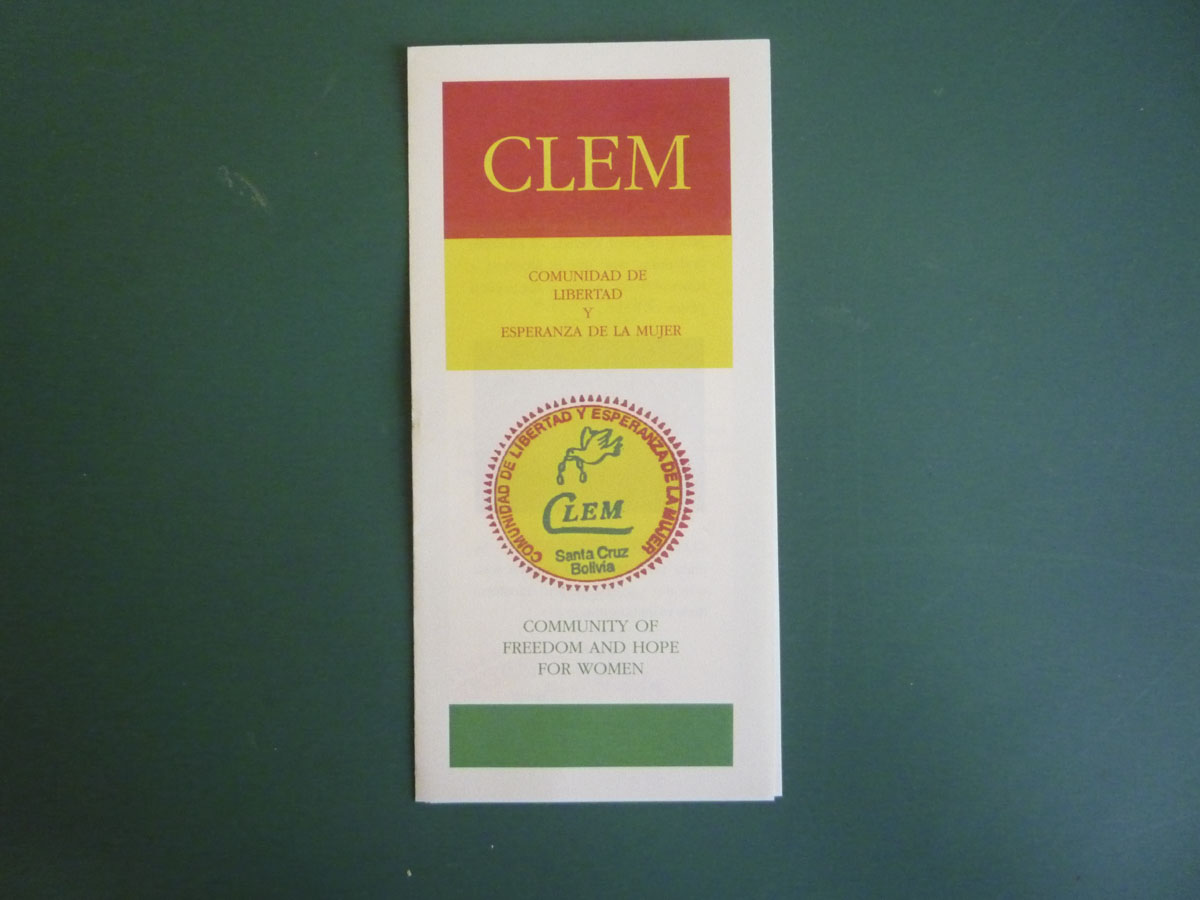 CLEM
COMUNIDAD DE
LIBERTAD
Y
ESPERANZA DE LA MUJER
COMUNIDAD DE LIBERTAD Y ESPERANZA DE LA MUJER
CLEM
Santa Cruz
Bolivia
COMMUNITY OF
FREEDOM AND HOPE
FOR WOMEN